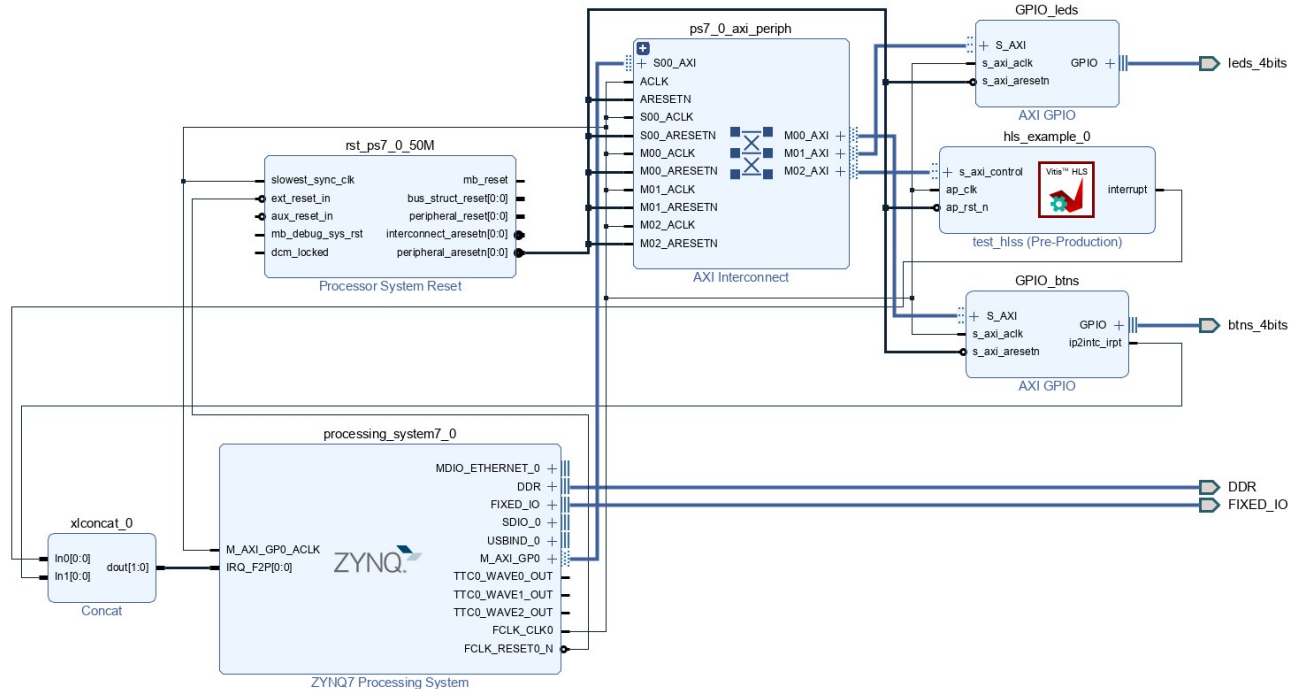 GPIO_leds
S_AXI
s_axi_aclk
s_axi_aresetn
GPIO
AXI GPIO
leds_4bits
ps7_0_axi_periph
S00_AXI
ACLK
ARESETN
S00_ACLK
S00_ARESETN
M00_ACLK
M00_ARESETN
M01_ACLK
M01_ARESETN
M02_ACLK
M02_ARESETN
M00_AXI
M01_AXI
M02_AXI
AXI Interconnect
rst_ps7_0_50M
slowest_sync_clk
ext_reset_in
aux_reset_in
mb_debug_sys_rst
dcm_locked
mb_reset
bus_struct_reset[0:0]
peripheral_reset[0:0]
interconnect_aresetn[0:0]
peripheral_aresetn[0:0]
Processor System Reset
hls_example_0
s_axi_control
ap_clk
ap_rst_n
Vitis™ HLS
interrupt
test_hlss (Pre-Production)
GPIO_btns
S_AXI
s_axi_aclk
s_axi_aresetn
GPIO
ip2intc_irpt
AXI GPIO
btns_4bits
processing_system7_0
M_AXI_GP0_ACLK
IRQ_F2P[0:0]
ZYNQ
MDIO_ETHERNET_0
DDR
FIXED_IO
SDIO_0
USBIND_0
M_AXI_GP0
TTC0_WAVE0_OUT
TTC0_WAVE1_OUT
TTC0_WAVE2_OUT
FCLK_CLK0
FCLK_RESET0_N
ZYNQ7 Processing System
DDR
FIXED_IO
xlconcat_0
In0[0:0]
In1[0:0]
dout[1:0]
Concat